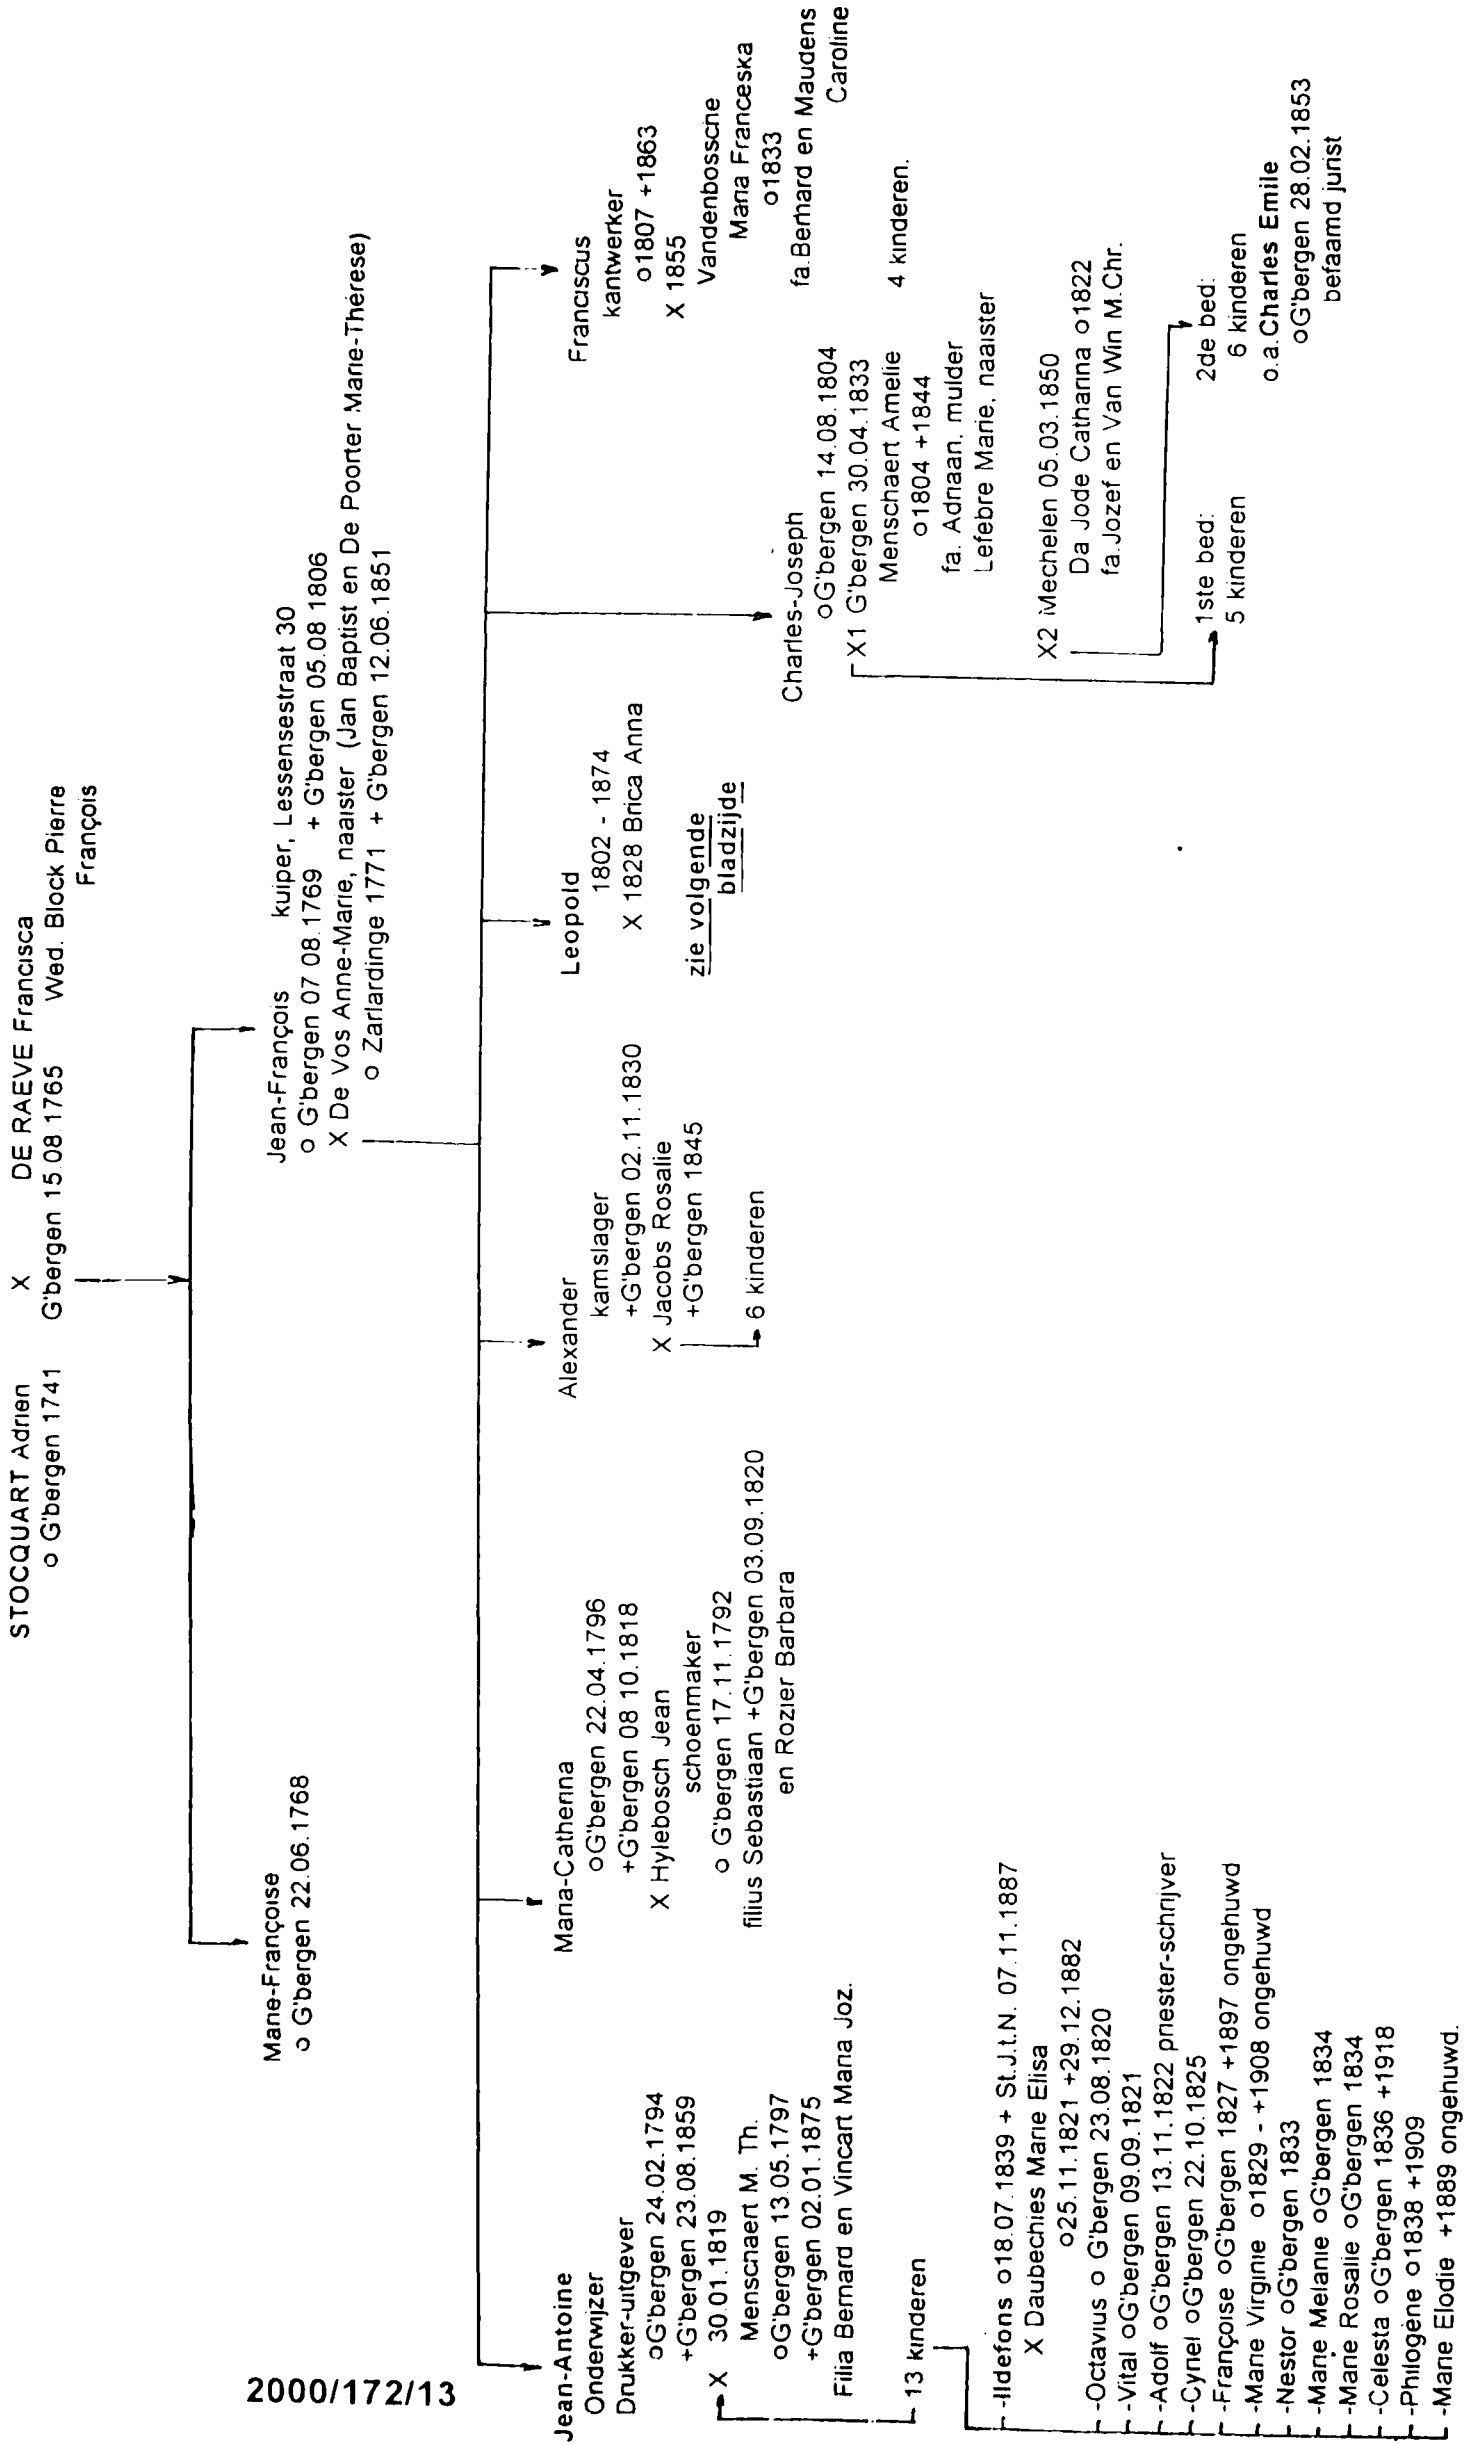 STOCQUART Adrien X DE RAEVE Francisca
o G'bergen 1741 G'bergen 15.08 1765 Wed. Block Pierre
François
Marie-Françoise
o G'bergen 22.06.1768
Jean-François kuiper, Lessensestraat 30
o G'bergen 07 08.1769 + G'bergen 05.08 1806
X De Vos Anne-Marie, naaister (Jan Baptist en De Poorter Marie-Thérese)
o Zarlardinge 1771 + G'bergen 12.06.1851
2000/172/13
Jean-Antoine
Onderwijzer
Drukker-uitgever
oG'bergen 24.02.1794
+G'bergen 23.08.1859
X 30.01.1819
Menschaert M. Th.
oG'bergen 13.05.1797
+G'bergen 02.01.1875
Filia Bernard en Vincart Maria Joz.
13 kinderen
-Ildefons o18.07.1839 + St.J.t.N. 07.11.1887
X Daubechies Marie Elisa
o25.11.1821 +29.12.1882
-Octavius o G'bergen 23.08.1820
-Vital oG'bergen 09.09.1821
-Adolf oG'bergen 13.11.1822 priester-schrijver
-Cyriel oG'bergen 22.10.1825
-Françoise oG'bergen 1827 +1897 ongehuwd
-Marie Virginie o1829 - +1908 ongehuwd
-Nestor oG'bergen 1833
-Marie Melanie oG'bergen 1834
-Marie Rosalie oG'bergen 1834
-Celesta oG'bergen 1836 +1918
-Philogène o1838 +1909
-Marie Elodie +1889 ongehuwd.
Maria-Catherina
oG'bergen 22.04.1796
+G'bergen 08 10.1818
X Hylebosch Jean
schoenmaker
o G'bergen 17.11.1792
filius Sebastiaan +G'bergen 03.09.1820
en Rozier Barbara
Alexander
kamslager
+G'bergen 02.11.1830
X Jacobs Rosalie
+G'bergen 1845
6 kinderen
Leopold
1802 - 1874
X 1828 Brica Anna
zie volgende
bladzijde
Charles-Joseph
oG'bergen 14.08.1804
X1 G'bergen 30.04.1833
Menschaert Amelie
o1804 +1844
fa. Adriaan, mulder
Lefebre Marie, naaister
X2 Mechelen 05.03.1850
Da Jode Catharina o1822
fa.Jozef en Van Win M.Chr.
1ste bed:
5 kinderen
2de bed:
6 kinderen
o.a.Charles Emile
oG'bergen 28.02.1853
befaamd jurist
Franciscus
kantwerker
o1807 +1863
X 1855
Vandenbossche
Maria Franceska
o1833
fa.Bernard en Maudens
Caroline
4 kinderen.